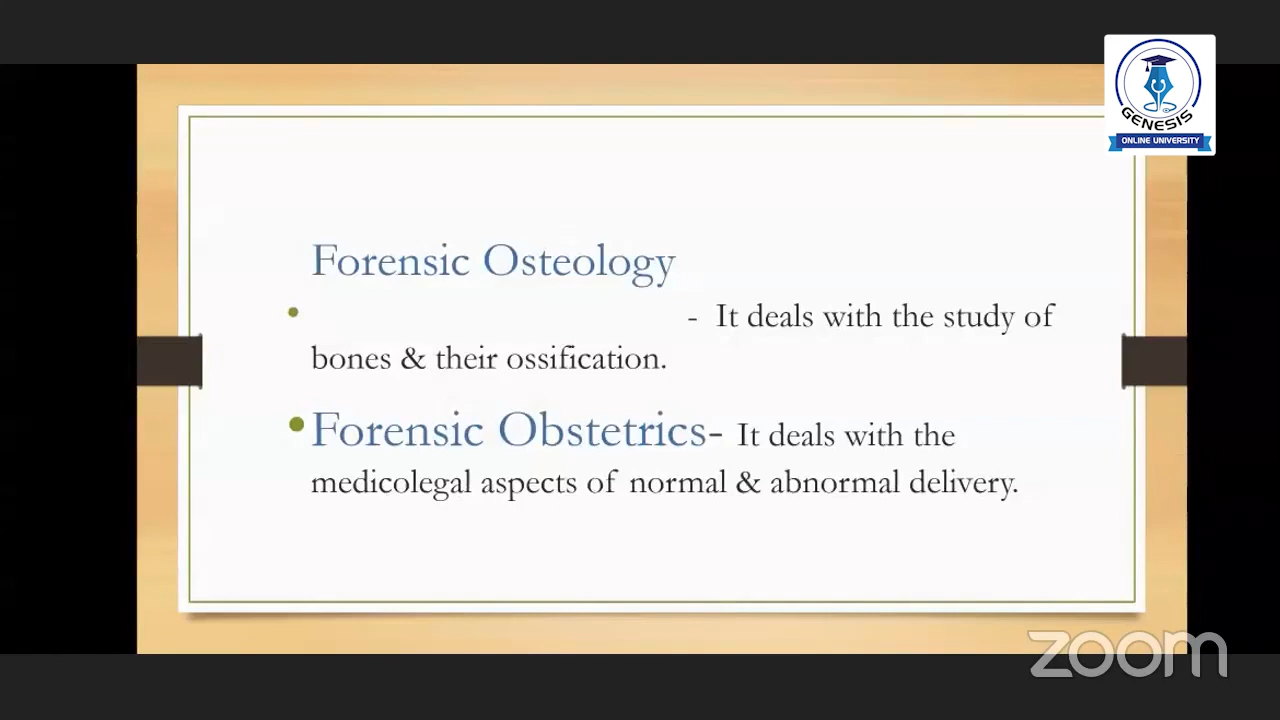 GENESIS
ONLINE UNIVERSITY
Forensic Osteology
• - It deals with the study of
bones & their ossification.
• Forensic Obstetrics- It deals with the
medicolegal aspects of normal & abnormal delivery.
zoom